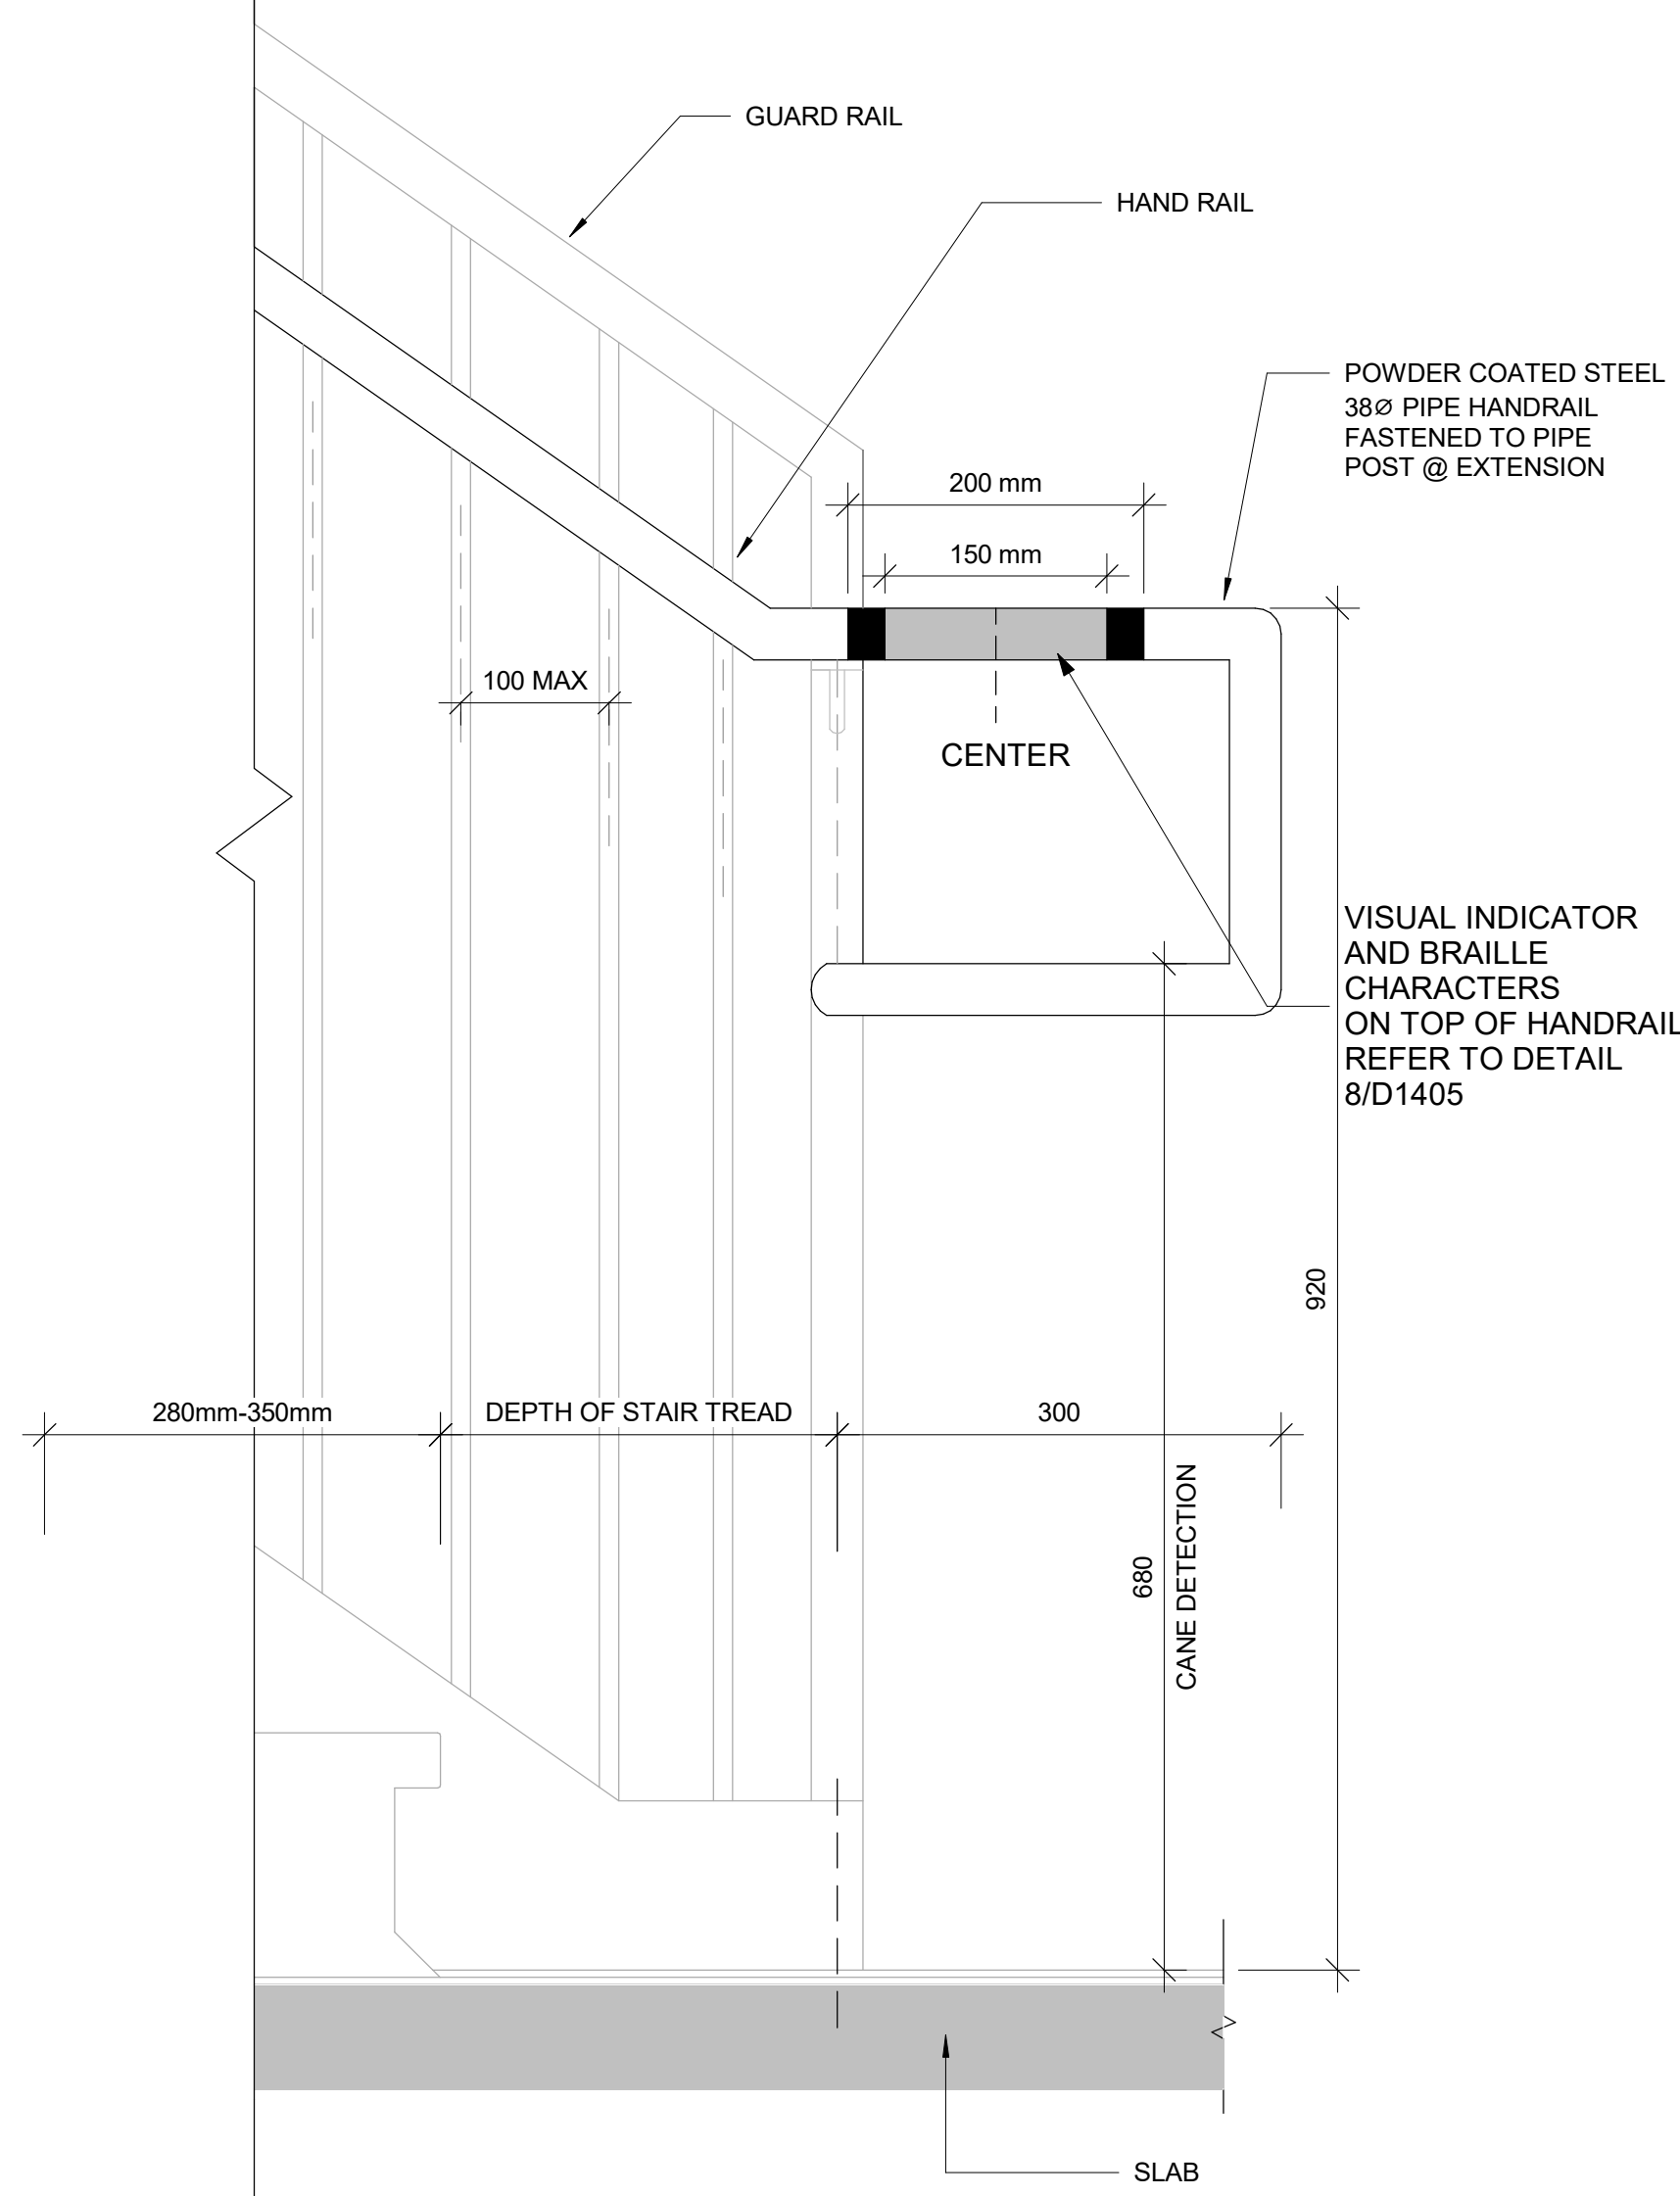 GUARD RAIL
HAND RAIL
POWDER COATED STEEL
38⌀ PIPE HANDRAIL
FASTENED TO PIPE
POST @ EXTENSION
200 mm
150 mm
100 MAX
CENTER
VISUAL INDICATOR
AND BRAILLE
CHARACTERS
ON TOP OF HANDRAIL
REFER TO DETAIL
8/D1405
920
280mm-350mm
DEPTH OF STAIR TREAD
300
680
CANE DETECTION
SLAB